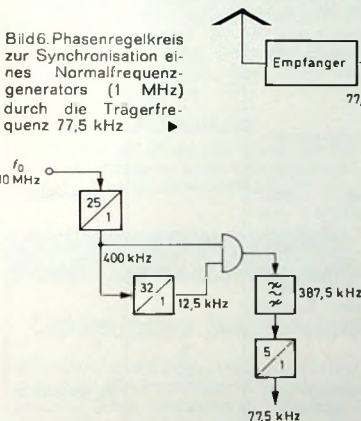 Bild 6. Phasenregelkreis
zur Synchronisation ei-
nes Normalfrequenz-
generators (1 MHz)
durch die Trägerfre-
quenz 77,5 kHz ▶
Empfanger
77,
f0
10 MHz
25
1
400 kHz
32
1
12,5 kHz
387,5 kHz
5
1
77,5 kHz